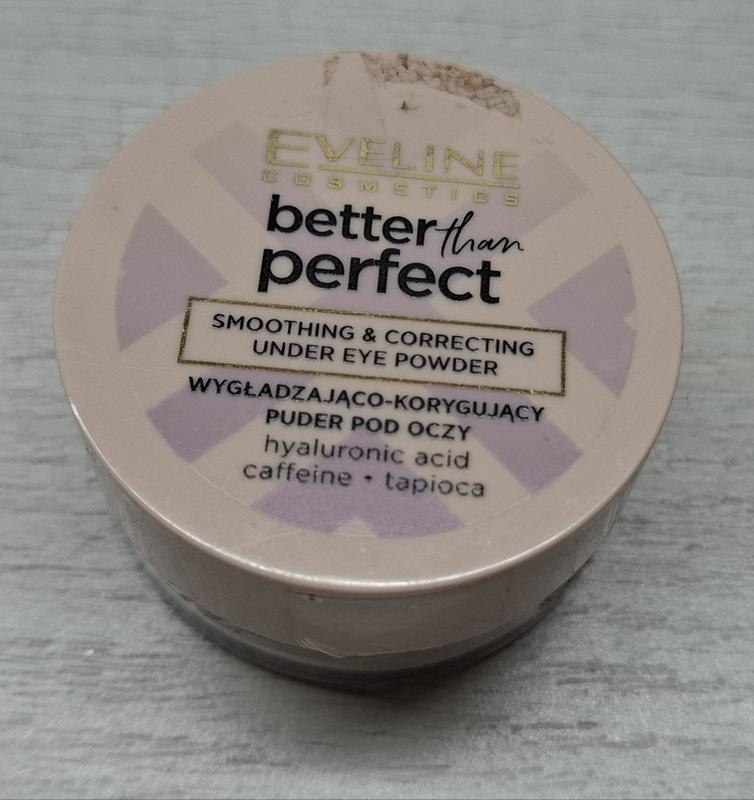 EVELINE
COSMETICS
better than
perfect
SMOOTHING & CORRECTING
UNDER EYE POWDER
WYGŁADZAJĄCO-KORYGUJĄCY
PUDER POD OCZY
hyaluronic acid
caffeine • tapioca